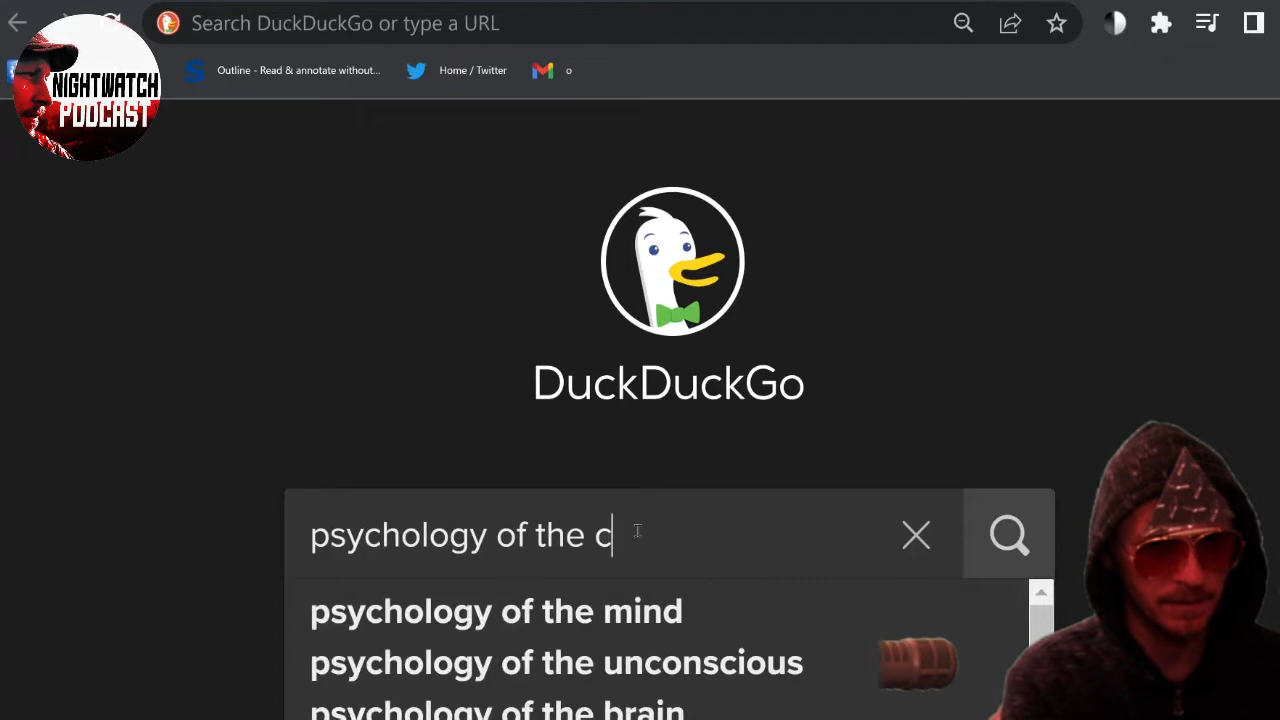 Search DuckDuckGo or type a URL
Outline - Read & annotate without...
Home / Twitter
o
NIGHTWATCH
PODCAST
DuckDuckGo
psychology of the c
psychology of the mind
psychology of the unconscious
psychology of the brain